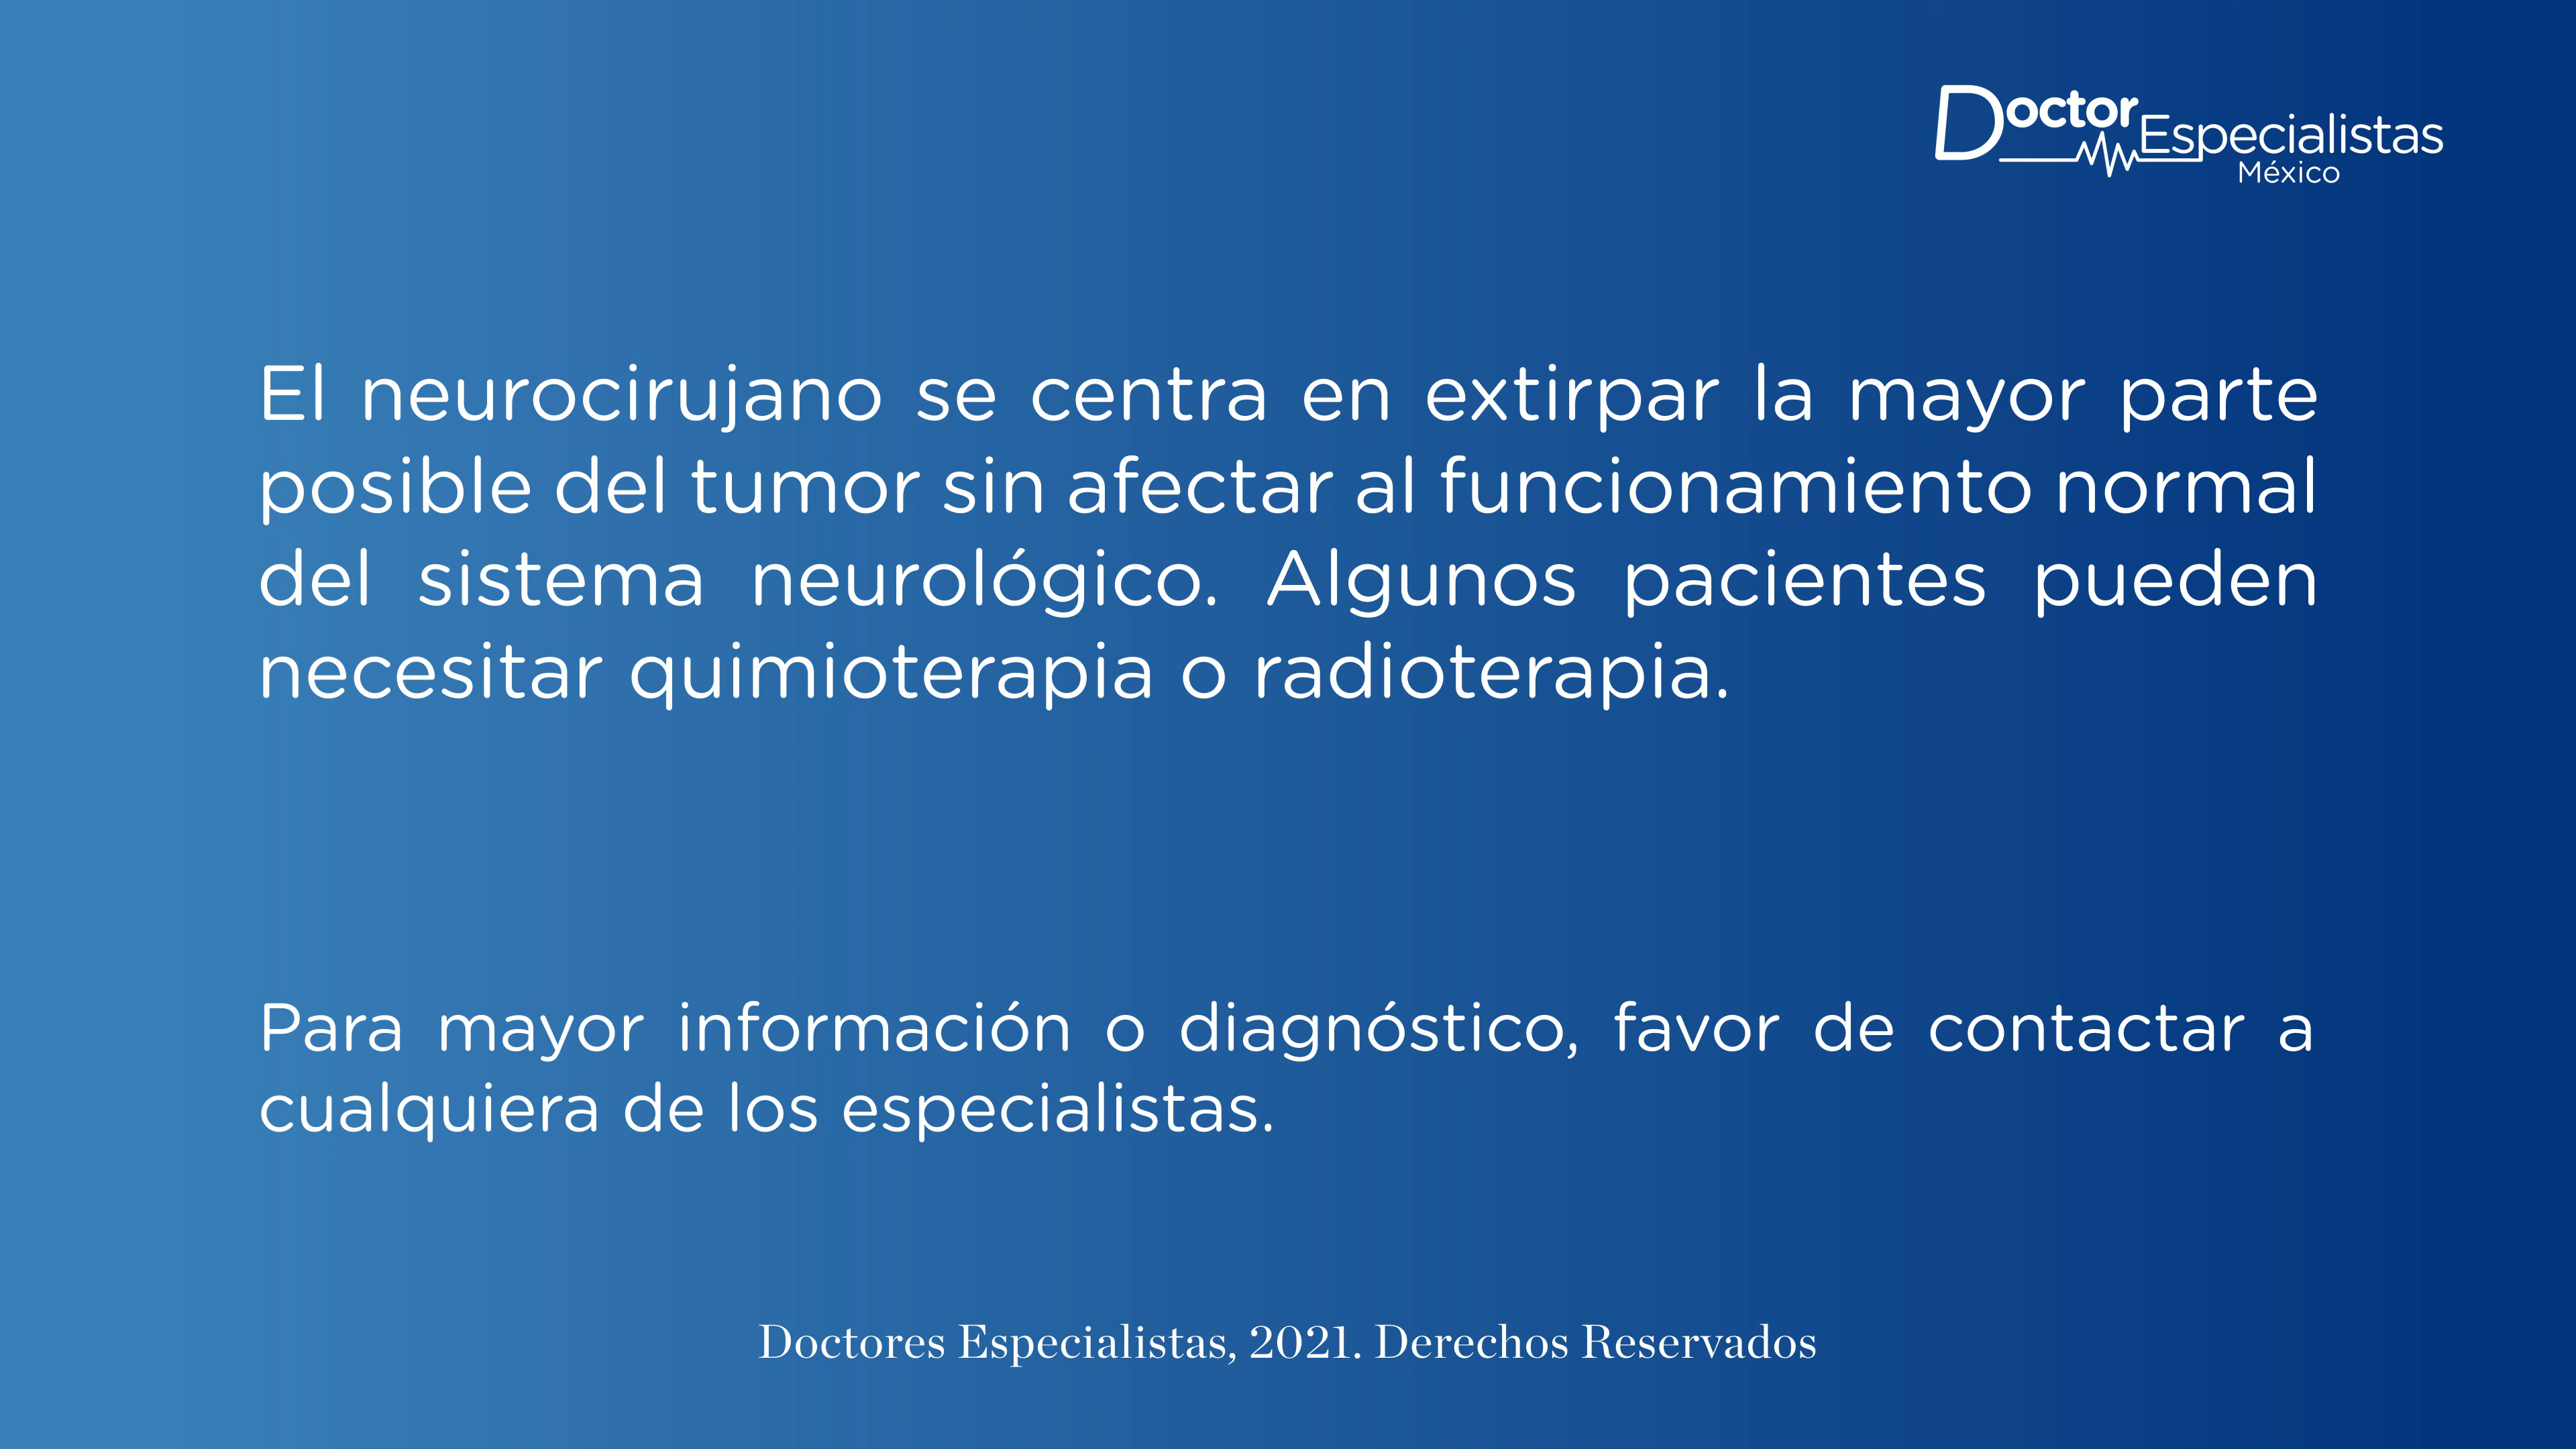 Doctor Especialistas
México
El neurocirujano se centra en extirpar la mayor parte
posible del tumor sin afectar al funcionamiento normal
del sistema neurológico. Algunos pacientes pueden
necesitar quimioterapia o radioterapia.
Para mayor información o diagnóstico, favor de contactar a
cualquiera de los especialistas.
Doctores Especialistas, 2021. Derechos Reservados